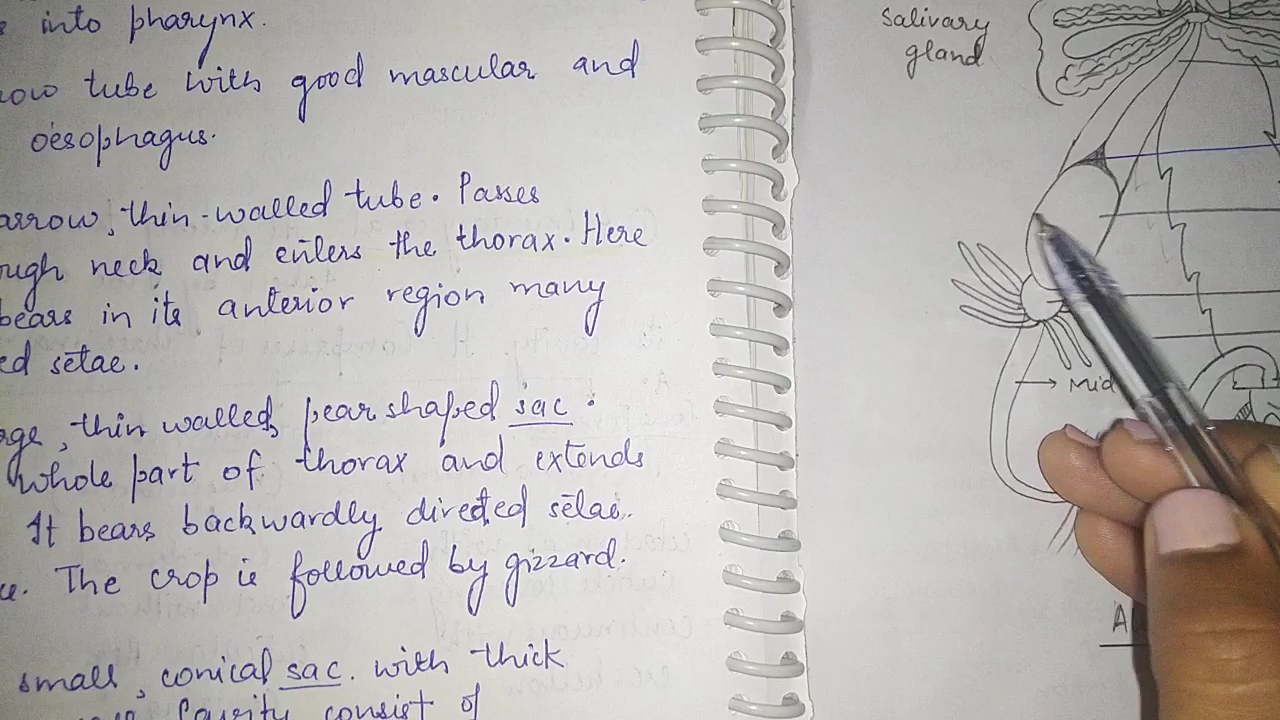 into pharynx.
tube with good mascular and
oesophagus.
arrow, thin-walled tube. Passes
ugh neck and enters the thorax. Here
bears in its anterior region many
ed setae.
ge, thin walled, pear shaped sac.
whole part of thorax and extends
It bears backwardly directed setae.
The crop is followed by gizzard.
small, conical sac. with thick
Cavity consist of
Salivary
gland
Mid
A